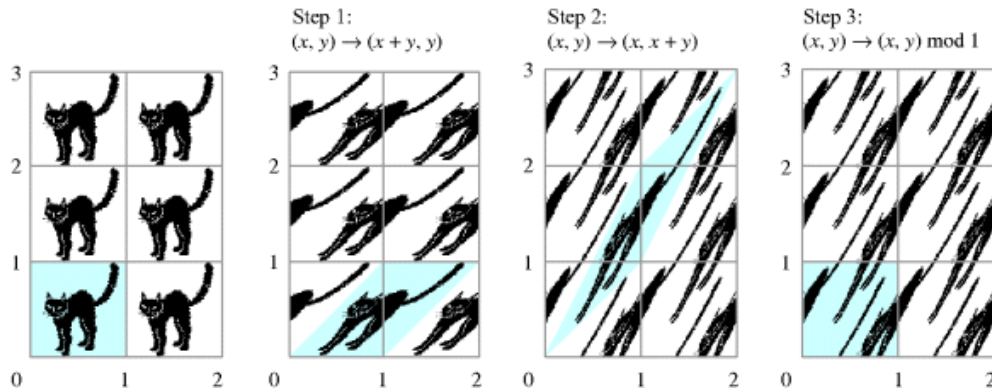 Step 1:
(x, y) → (x + y, y)
Step 2:
(x, y) → (x, x + y)
Step 3:
(x, y) → (x, y) mod 1
3
2
1
0 1 2
3
2
1
0 1 2
3
2
1
0 1 2
3
2
1
0 1 2